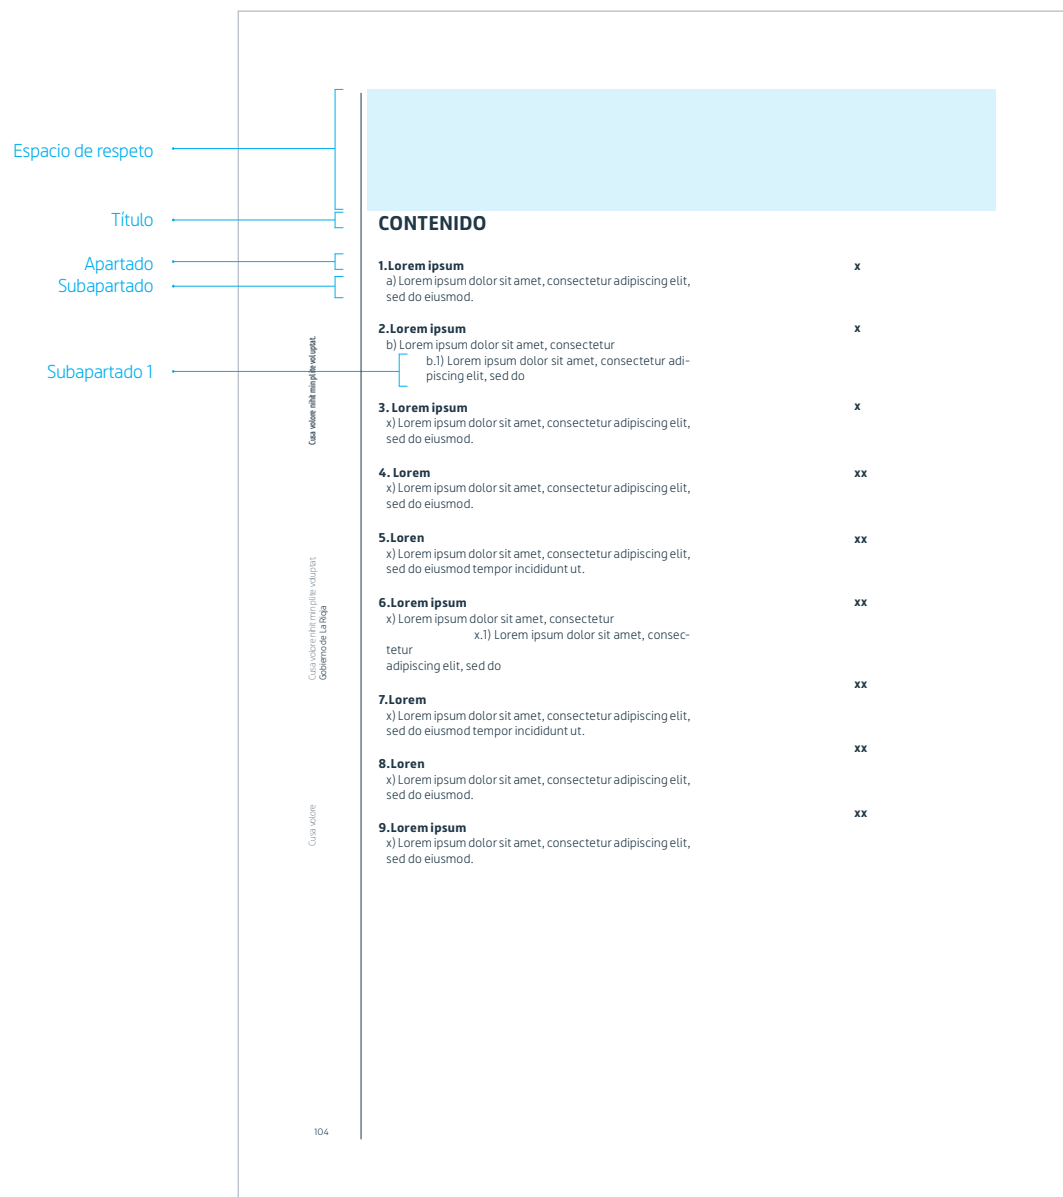 Espacio de respeto
Título
Apartado
Subapartado
Subapartado 1
CONTENIDO
1.Lorem ipsum x
a) Lorem ipsum dolor sit amet, consectetur adipiscing elit,
sed do eiusmod.
2.Lorem ipsum x
b) Lorem ipsum dolor sit amet, consectetur
b.1) Lorem ipsum dolor sit amet, consectetur adi-
piscing elit, sed do
3. Lorem ipsum x
x) Lorem ipsum dolor sit amet, consectetur adipiscing elit,
sed do eiusmod.
4. Lorem xx
x) Lorem ipsum dolor sit amet, consectetur adipiscing elit,
sed do eiusmod.
5.Loren xx
x) Lorem ipsum dolor sit amet, consectetur adipiscing elit,
sed do eiusmod tempor incididunt ut.
6.Lorem ipsum xx
x) Lorem ipsum dolor sit amet, consectetur
x.1) Lorem ipsum dolor sit amet, consec-
tetur
adipiscing elit, sed do
xx
7.Lorem
x) Lorem ipsum dolor sit amet, consectetur adipiscing elit,
sed do eiusmod tempor incididunt ut.
xx
8.Loren
x) Lorem ipsum dolor sit amet, consectetur adipiscing elit,
sed do eiusmod.
xx
9.Lorem ipsum
x) Lorem ipsum dolor sit amet, consectetur adipiscing elit,
sed do eiusmod.
Cusa volore nihit min plite voluptat.
Cusa volore nihit min plite voluptat.
Gobierno de La Rioja
Cusa volore
104